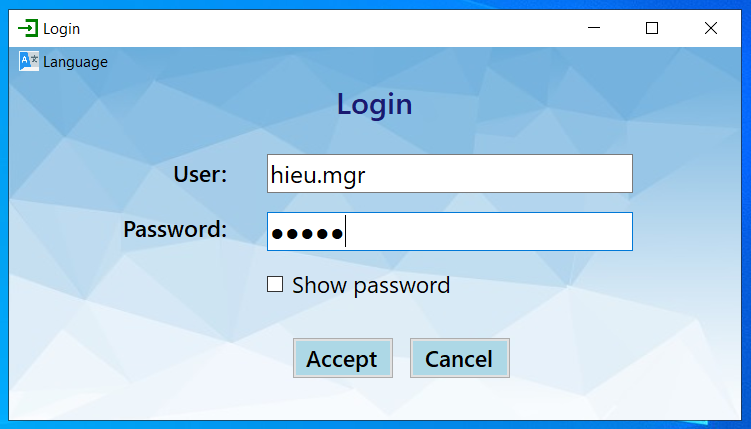 Login
Language
Login
User: hieu.mgr
Password: ●●●●●
Show password
Accept Cancel